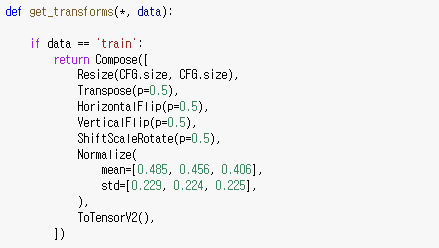 def get_transforms(*, data):
    if data == 'train':
        return Compose([
            Resize(CFG.size, CFG.size),
            Transpose(p=0.5),
            HorizontalFlip(p=0.5),
            VerticalFlip(p=0.5),
            ShiftScaleRotate(p=0.5),
            Normalize(
                mean=[0.485, 0.456, 0.406],
                std=[0.229, 0.224, 0.225],
            ),
            ToTensorV2(),
        ])